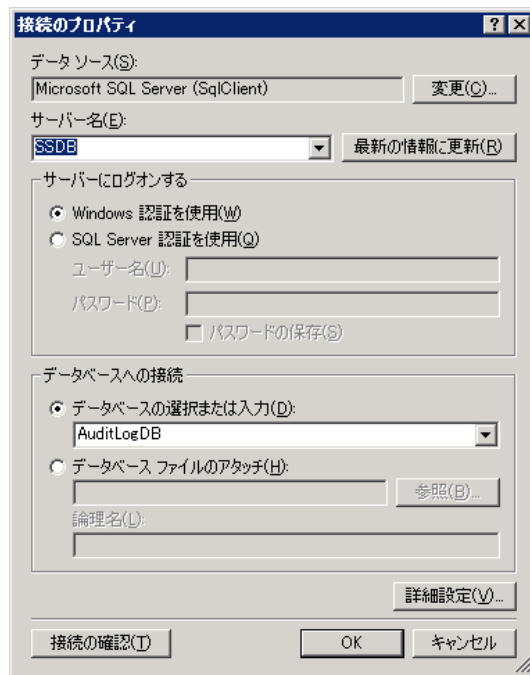 接続のプロパティ
データ ソース(S):
Microsoft SQL Server (SqlClient)
変更(C)...
サーバー名(E):
SSDB
最新の情報に更新(R)
サーバーにログオンする
Windows 認証を使用(W)
SQL Server 認証を使用(Q)
ユーザー名(U):
パスワード(P):
パスワードの保存(S)
データベースへの接続
データベースの選択または入力(D):
AuditLogDB
データベース ファイルのアタッチ(H):
参照(B)...
論理名(L):
詳細設定(V)...
接続の確認(T)
OK
キャンセル